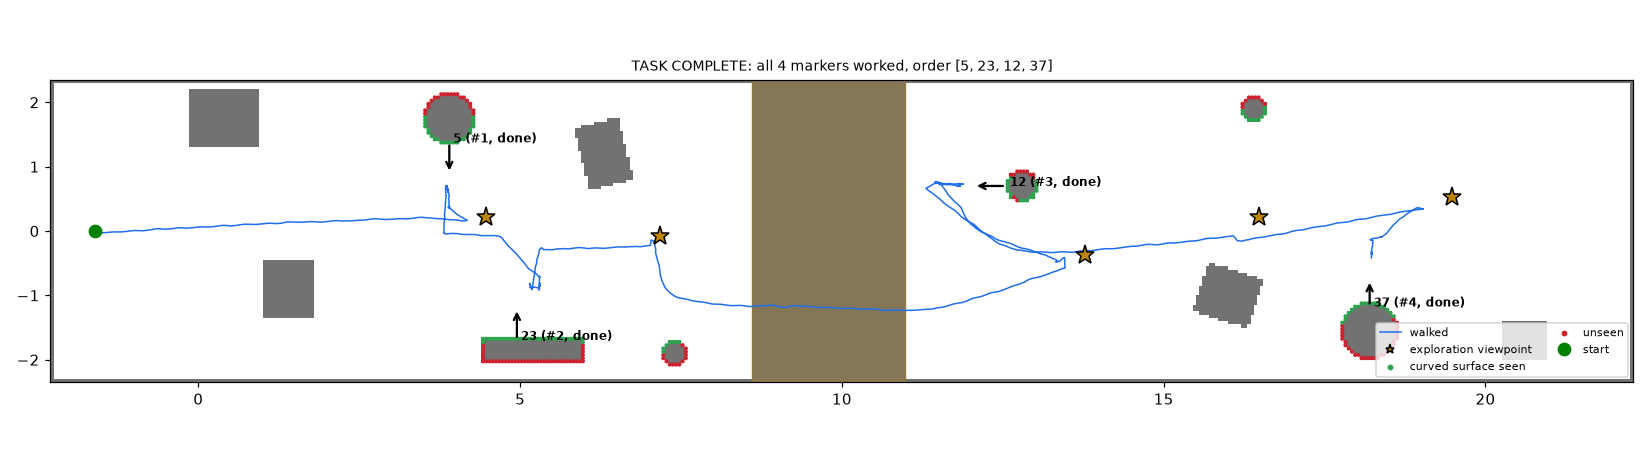 TASK COMPLETE: all 4 markers worked, order [5, 23, 12, 37]
2
1
0
−1
−2
5 (#1, done)
12 (#3, done)
23 (#2, done)
37 (#4, done)
walked
exploration viewpoint
curved surface seen
unseen
start
0
5
10
15
20